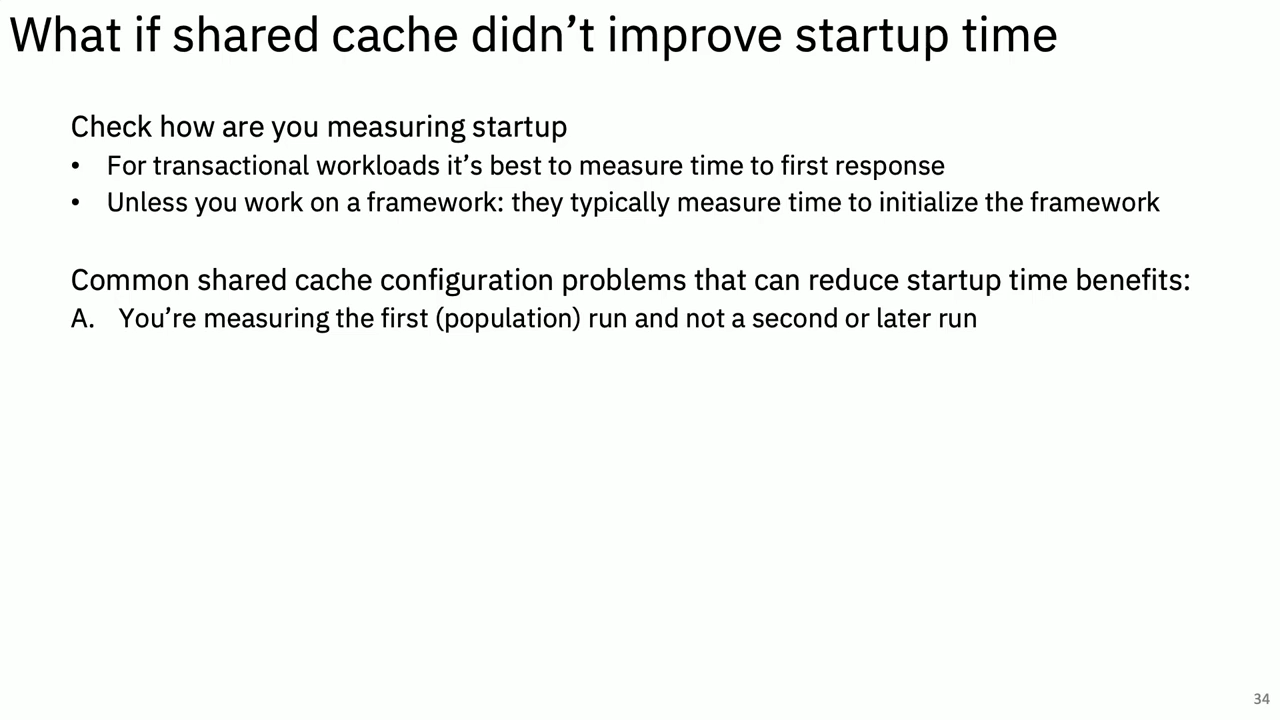 What if shared cache didn’t improve startup time
Check how are you measuring startup
• For transactional workloads it’s best to measure time to first response
• Unless you work on a framework: they typically measure time to initialize the framework
Common shared cache configuration problems that can reduce startup time benefits:
A. You’re measuring the first (population) run and not a second or later run
34